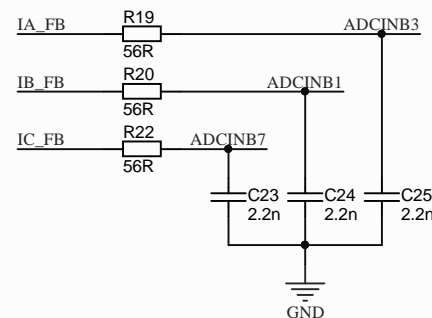 R19
IA_FB
ADCINB3
56R
R20
IB_FB
ADCINB1
56R
R22
IC_FB
ADCINB7
56R
C23
C24
C25
2.2n
2.2n
2.2n
GND